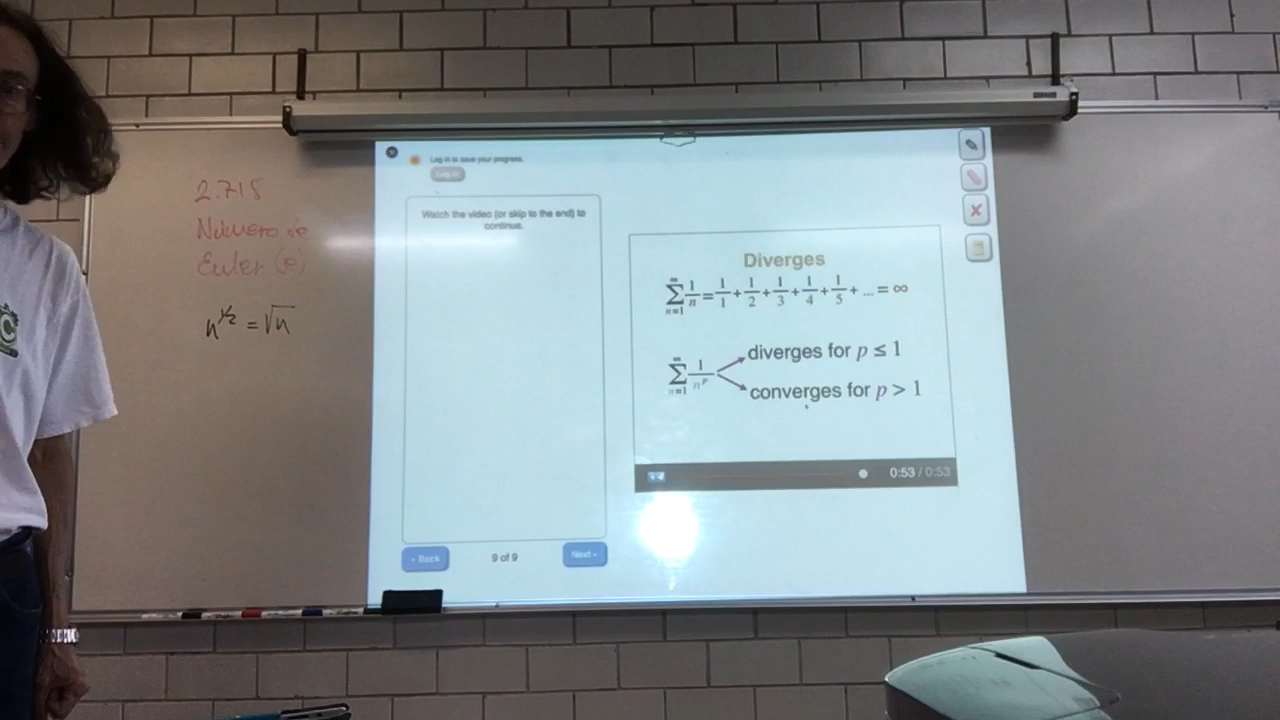 2.718
Número de
Euler (e)
n^{1/2} = √n
Log in to save your progress.
Log in
Watch the video (or skip to the end) to
continue.
Diverges
∑_{n=1}^{∞} 1/n = 1/1 + 1/2 + 1/3 + 1/4 + 1/5 + ... = ∞
∑_{n=1}^{∞} 1/n^p
diverges for p ≤ 1
converges for p > 1
0:53 / 0:53
Back
9 of 9
Next
C